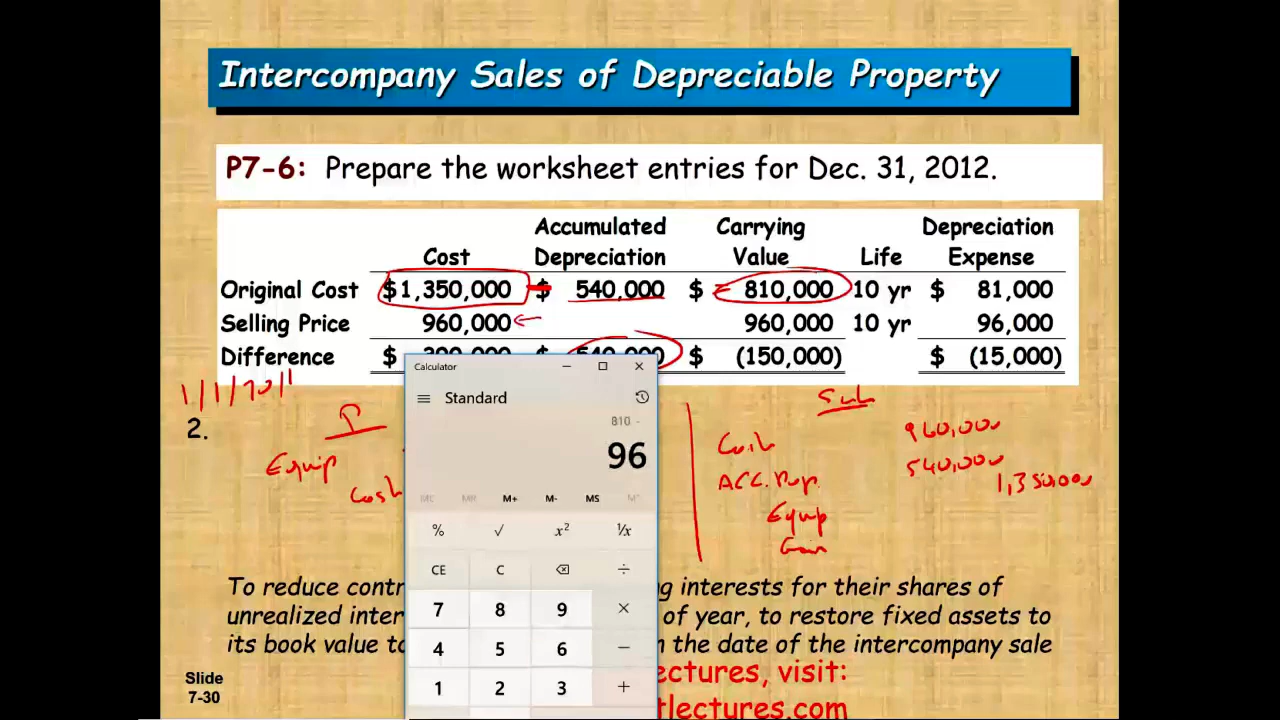 Intercompany Sales of Depreciable Property
P7-6: Prepare the worksheet entries for Dec. 31, 2012.
Accumulated Carrying Depreciation
Cost Depreciation Value Life Expense
Original Cost $1,350,000 $ 540,000 $ 810,000 10 yr $ 81,000
Selling Price 960,000 960,000 10 yr 96,000
Difference $ 540,000 $ (150,000) $ (15,000)
1/1/2011
2.
P
Equip
Cash
Sub
Cash 960,000
Acc. Dep. 540,000
Equip 1,350,000
Gain
Calculator
Standard
810 -
96
MC MR M+ M- MS M˅
% √ x² ¹/x
CE C ÷
7 8 9 ×
4 5 6 −
1 2 3 +
To reduce contr g interests for their shares of
unrealized inter of year, to restore fixed assets to
its book value to n the date of the intercompany sale
ectures, visit:
tlectures.com
Slide
7-30